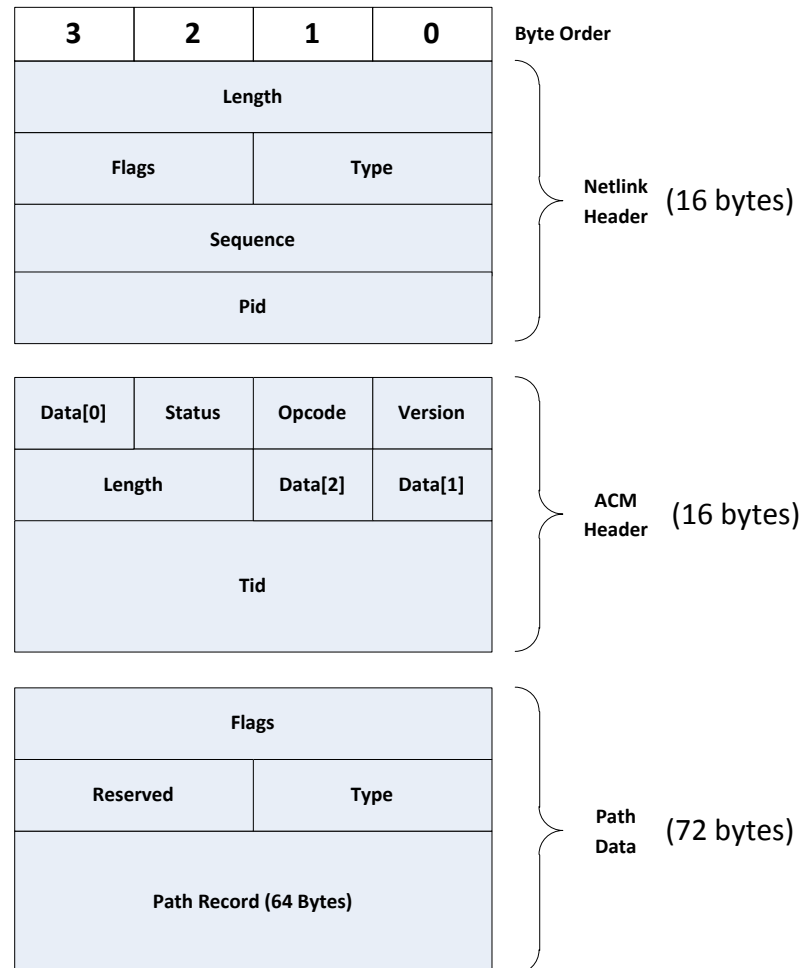 3 2 1 0 Byte Order
Length
Flags Type
Sequence
Pid
Netlink
Header (16 bytes)
Data[0] Status Opcode Version
Length Data[2] Data[1]
Tid
ACM
Header (16 bytes)
Flags
Reserved Type
Path Record (64 Bytes)
Path
Data (72 bytes)